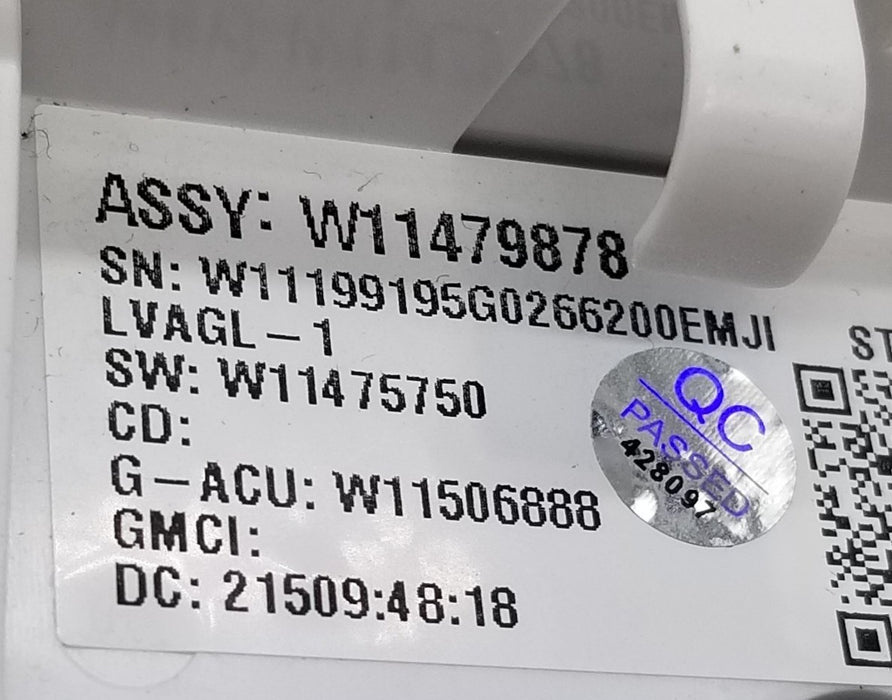 ASSY: W11479878
SN: W11199195G0266200EMJI
LVAGL-1
ST
SW: W11475750
CD:
G-ACU: W11506888
GMCI:
DC: 21509:48:18
QC
PASSED
428097